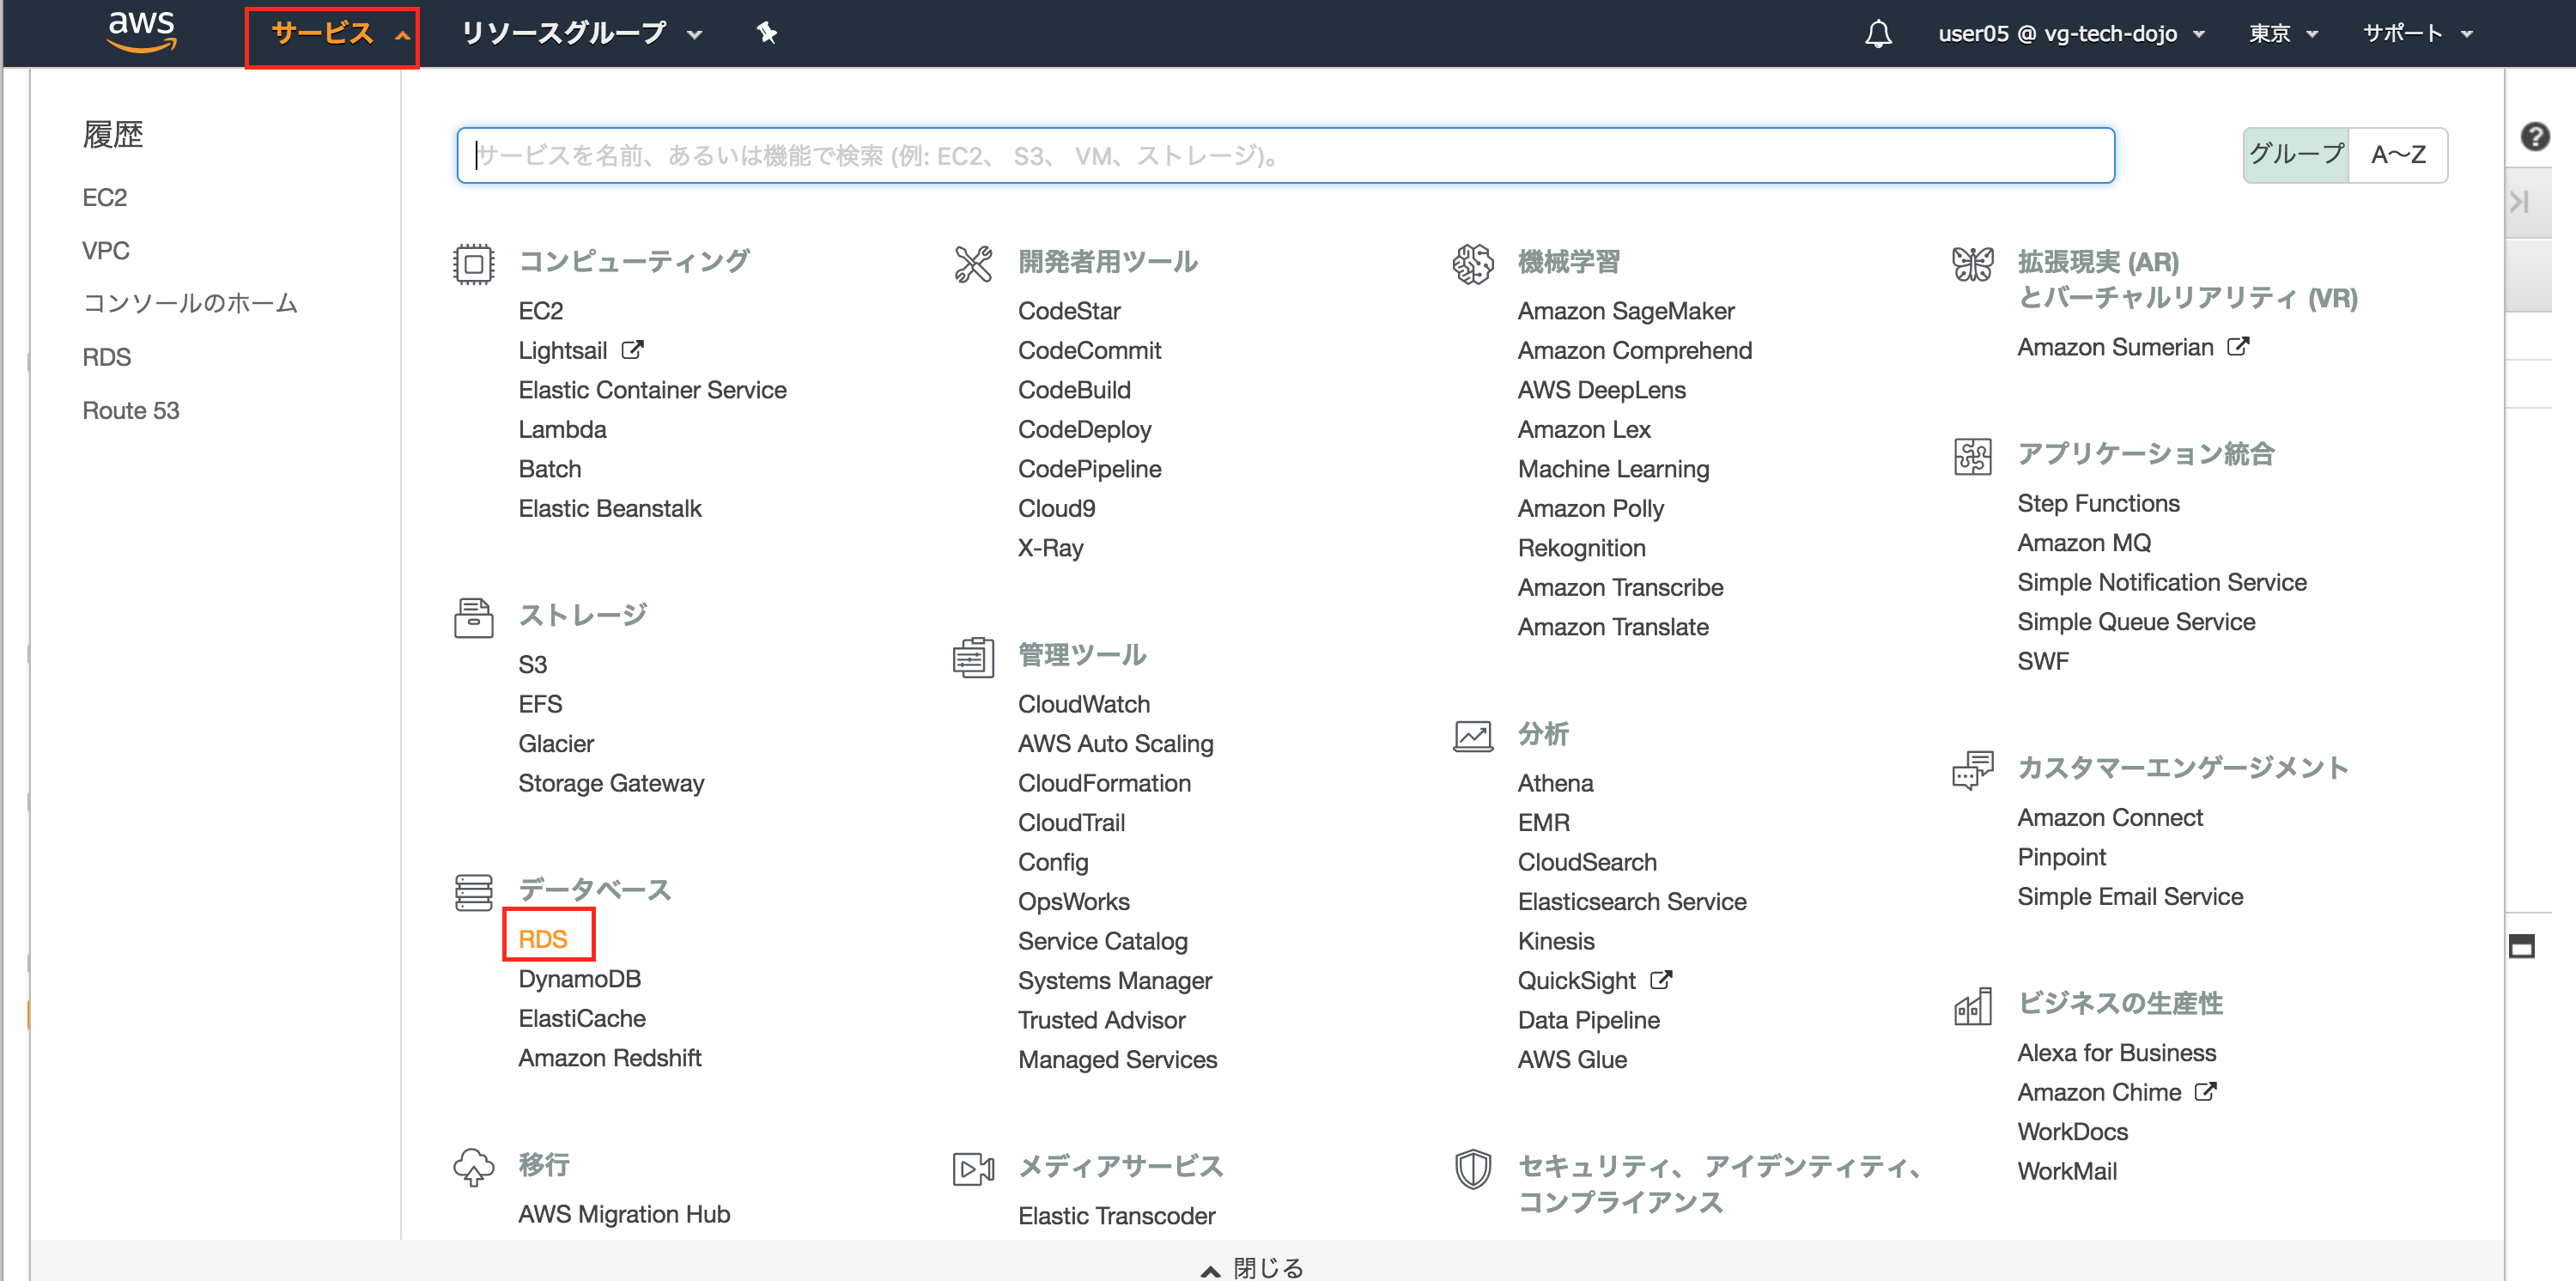 aws
サービス
リソースグループ
user05 @ vg-tech-dojo
東京
サポート
履歴
EC2
VPC
コンソールのホーム
RDS
Route 53
サービスを名前、あるいは機能で検索 (例: EC2、 S3、 VM、ストレージ)。
グループ
A〜Z
コンピューティング
EC2
Lightsail
Elastic Container Service
Lambda
Batch
Elastic Beanstalk
ストレージ
S3
EFS
Glacier
Storage Gateway
データベース
RDS
DynamoDB
ElastiCache
Amazon Redshift
移行
AWS Migration Hub
開発者用ツール
CodeStar
CodeCommit
CodeBuild
CodeDeploy
CodePipeline
Cloud9
X-Ray
管理ツール
CloudWatch
AWS Auto Scaling
CloudFormation
CloudTrail
Config
OpsWorks
Service Catalog
Systems Manager
Trusted Advisor
Managed Services
メディアサービス
Elastic Transcoder
機械学習
Amazon SageMaker
Amazon Comprehend
AWS DeepLens
Amazon Lex
Machine Learning
Amazon Polly
Rekognition
Amazon Transcribe
Amazon Translate
分析
Athena
EMR
CloudSearch
Elasticsearch Service
Kinesis
QuickSight
Data Pipeline
AWS Glue
セキュリティ、 アイデンティティ、
コンプライアンス
拡張現実 (AR)
とバーチャルリアリティ (VR)
Amazon Sumerian
アプリケーション統合
Step Functions
Amazon MQ
Simple Notification Service
Simple Queue Service
SWF
カスタマーエンゲージメント
Amazon Connect
Pinpoint
Simple Email Service
ビジネスの生産性
Alexa for Business
Amazon Chime
WorkDocs
WorkMail
閉じる